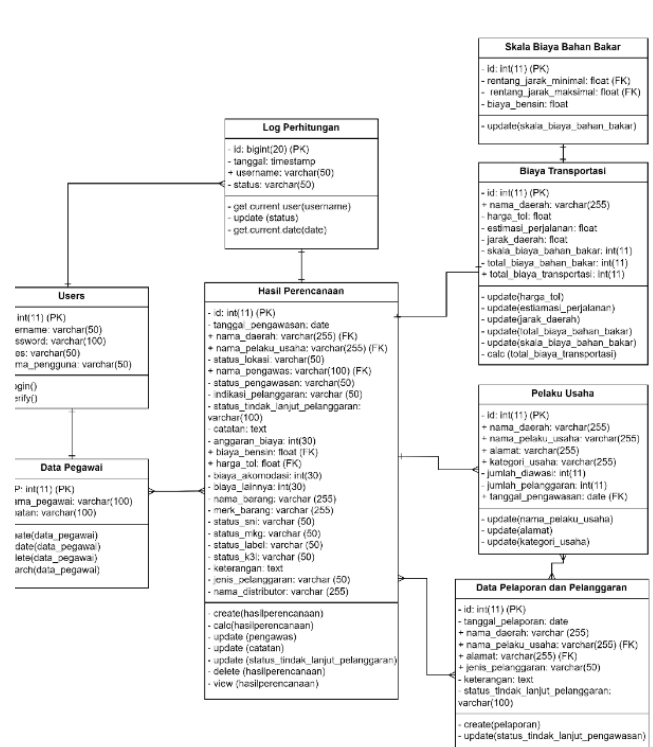 Skala Biaya Bahan Bakar
- id: int(11) (PK)
- rentang_jarak_minimal: float (FK)
- rentang_jarak_maksimal: float (FK)
- biaya_bensin: float
- update(skala_biaya_bahan_bakar)
Log Perhitungan
- id: bigint(20) (PK)
- tanggal: timestamp
+ username: varchar(50)
- status: varchar(50)
- get.current user(username)
- update (status)
- get.current.date(date)
Biaya Transportasi
- id: int(11) (PK)
+ nama_daerah: varchar(255)
- harga_tol: float
- estimasi_perjalanan: float
- jarak_daerah: float
- skala_biaya_bahan_bakar: int(11)
- total_biaya_bahan_bakar: int(11)
+ total_biaya_transportasi: int(11)
- update(harga_tol)
- update(estiamasi_perjalanan)
- update(jarak_daerah)
- update(total_biaya_bahan_bakar)
- update(skala_biaya_bahan_bakar)
- calc (total_biaya_transportasi)
Users
int(11) (PK)
ername: varchar(50)
ssword: varchar(100)
es: varchar(50)
ma_pengguna: varchar(50)
ogin()
erify()
Hasil Perencanaan
- id: int(11) (PK)
- tanggal_pengawasan: date
+ nama_daerah: varchar(255) (FK)
+ nama_pelaku_usaha: varchar(255) (FK)
- status_lokasi: varchar(50)
+ nama_pengawas: varchar(100) (FK)
- status_pengawasan: varchar(50)
- indikasi_pelanggaran: varchar (50)
- status_tindak_lanjut_pelanggaran:
varchar(100)
- catatan: text
- anggaran_biaya: int(30)
+ biaya_bensin: float (FK)
+ harga_tol: float (FK)
- biaya_akomodasi: int(30)
- biaya_lainnya: int(30)
- nama_barang: varchar (255)
- merk_barang: varchar (255)
- status_sni: varchar (50)
- status_mkg: varchar (50)
- status_label: varchar (50)
- status_k3l: varchar (50)
- keterangan: text
- jenis_pelanggaran: varchar (50)
- nama_distributor: varchar (255)
- create(hasilperencanaan)
- calc(hasilperencanaan)
- update (pengawas)
- update (catatan)
- update (status_tindak_lanjut_pelanggaran)
- delete (hasilperencanaan)
- view (hasilperencanaan)
Data Pegawai
P: int(11) (PK)
ma_pegawai: varchar(100)
batan: varchar(100)
eate(data_pegawai)
date(data_pegawai)
lete(data_pegawai)
arch(data_pegawai)
Pelaku Usaha
- id: int(11) (PK)
+ nama_daerah: varchar(255)
+ nama_pelaku_usaha: varchar(255)
+ alamat: varchar(255)
+ kategori_usaha: varchar(255)
- jumlah_diawasi: int(11)
- jumlah_pelanggaran: int(11)
+ tanggal_pengawasan: date (FK)
- update(nama_pelaku_usaha)
- update(alamat)
- update(kategori_usaha)
Data Pelaporan dan Pelanggaran
- id: int(11) (PK)
- tanggal_pelaporan: date
+ nama_daerah: varchar (255)
+ nama_pelaku_usaha: varchar(255) (FK)
+ alamat: varchar(255) (FK)
+ jenis_pelanggaran: varchar(50)
- keterangan: text
- status_tindak_lanjut_pelanggaran:
varchar(100)
- create(pelaporan)
- update(status_tindak_lanjut_pengawasan)